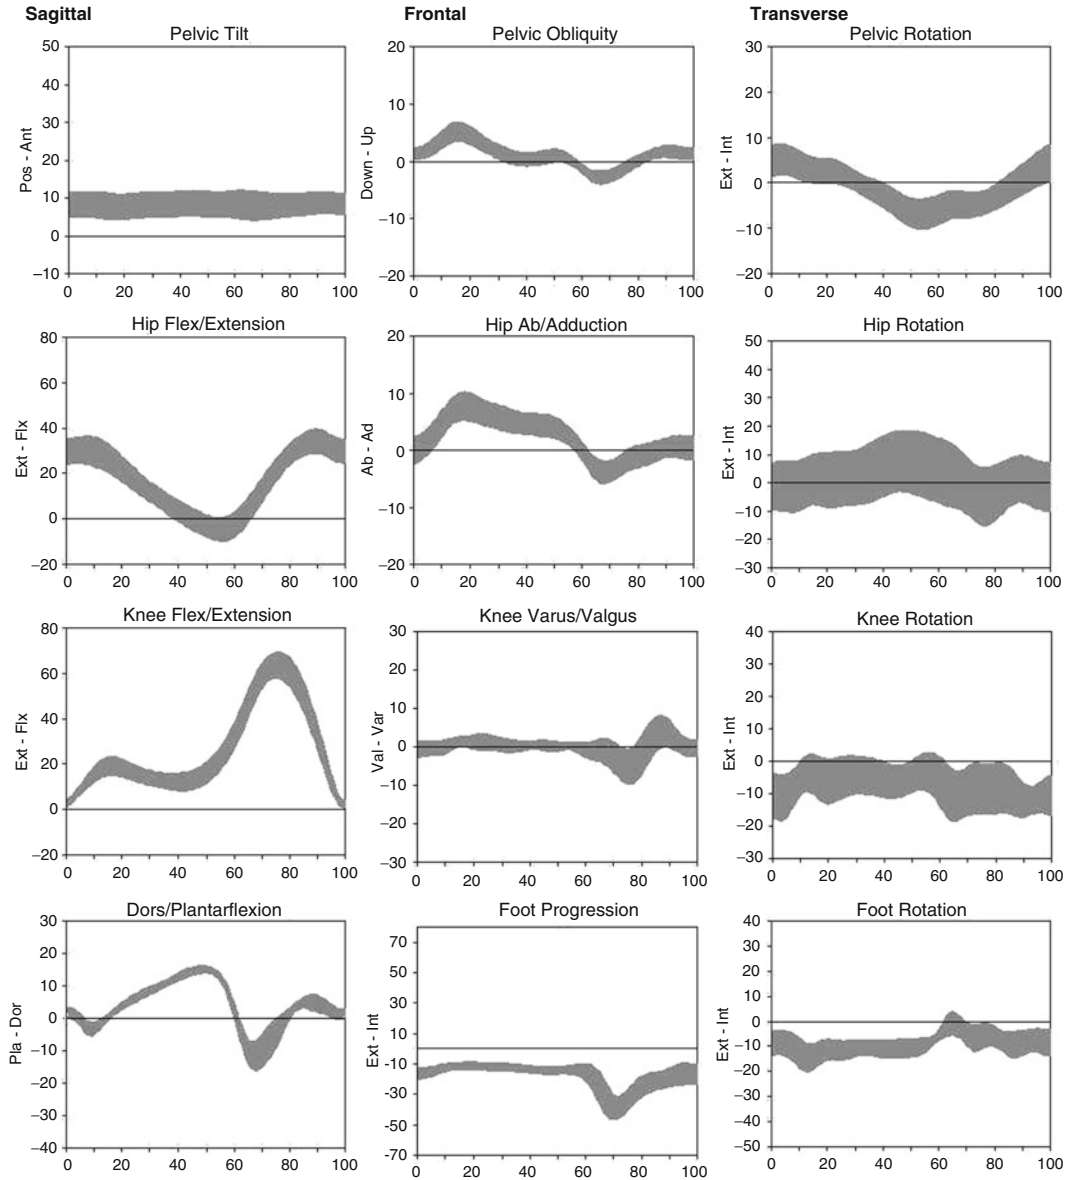 Sagittal Frontal Transverse
Pelvic Tilt Pelvic Obliquity Pelvic Rotation
Pos - Ant
50
40
30
20
10
0
–10
0 20 40 60 80 100
Down - Up
20
10
0
–10
–20
0 20 40 60 80 100
Ext - Int
30
20
10
0
–10
–20
0 20 40 60 80 100
Hip Flex/Extension Hip Ab/Adduction Hip Rotation
Ext - Flx
80
60
40
20
0
–20
0 20 40 60 80 100
Ab - Ad
20
10
0
–10
–20
0 20 40 60 80 100
Ext - Int
50
40
30
20
10
0
–10
–20
–30
0 20 40 60 80 100
Knee Flex/Extension Knee Varus/Valgus Knee Rotation
Ext - Flx
80
60
40
20
0
–20
0 20 40 60 80 100
Val - Var
30
20
10
0
–10
–20
–30
0 20 40 60 80 100
Ext - Int
40
30
20
10
0
–10
–20
–30
0 20 40 60 80 100
Dors/Plantarflexion Foot Progression Foot Rotation
Pla - Dor
30
20
10
0
–10
–20
–30
–40
0 20 40 60 80 100
Ext - Int
70
50
30
10
-10
-30
-50
-70
0 20 40 60 80 100
Ext - Int
40
30
20
10
0
–10
–20
–30
–40
–50
0 20 40 60 80 100